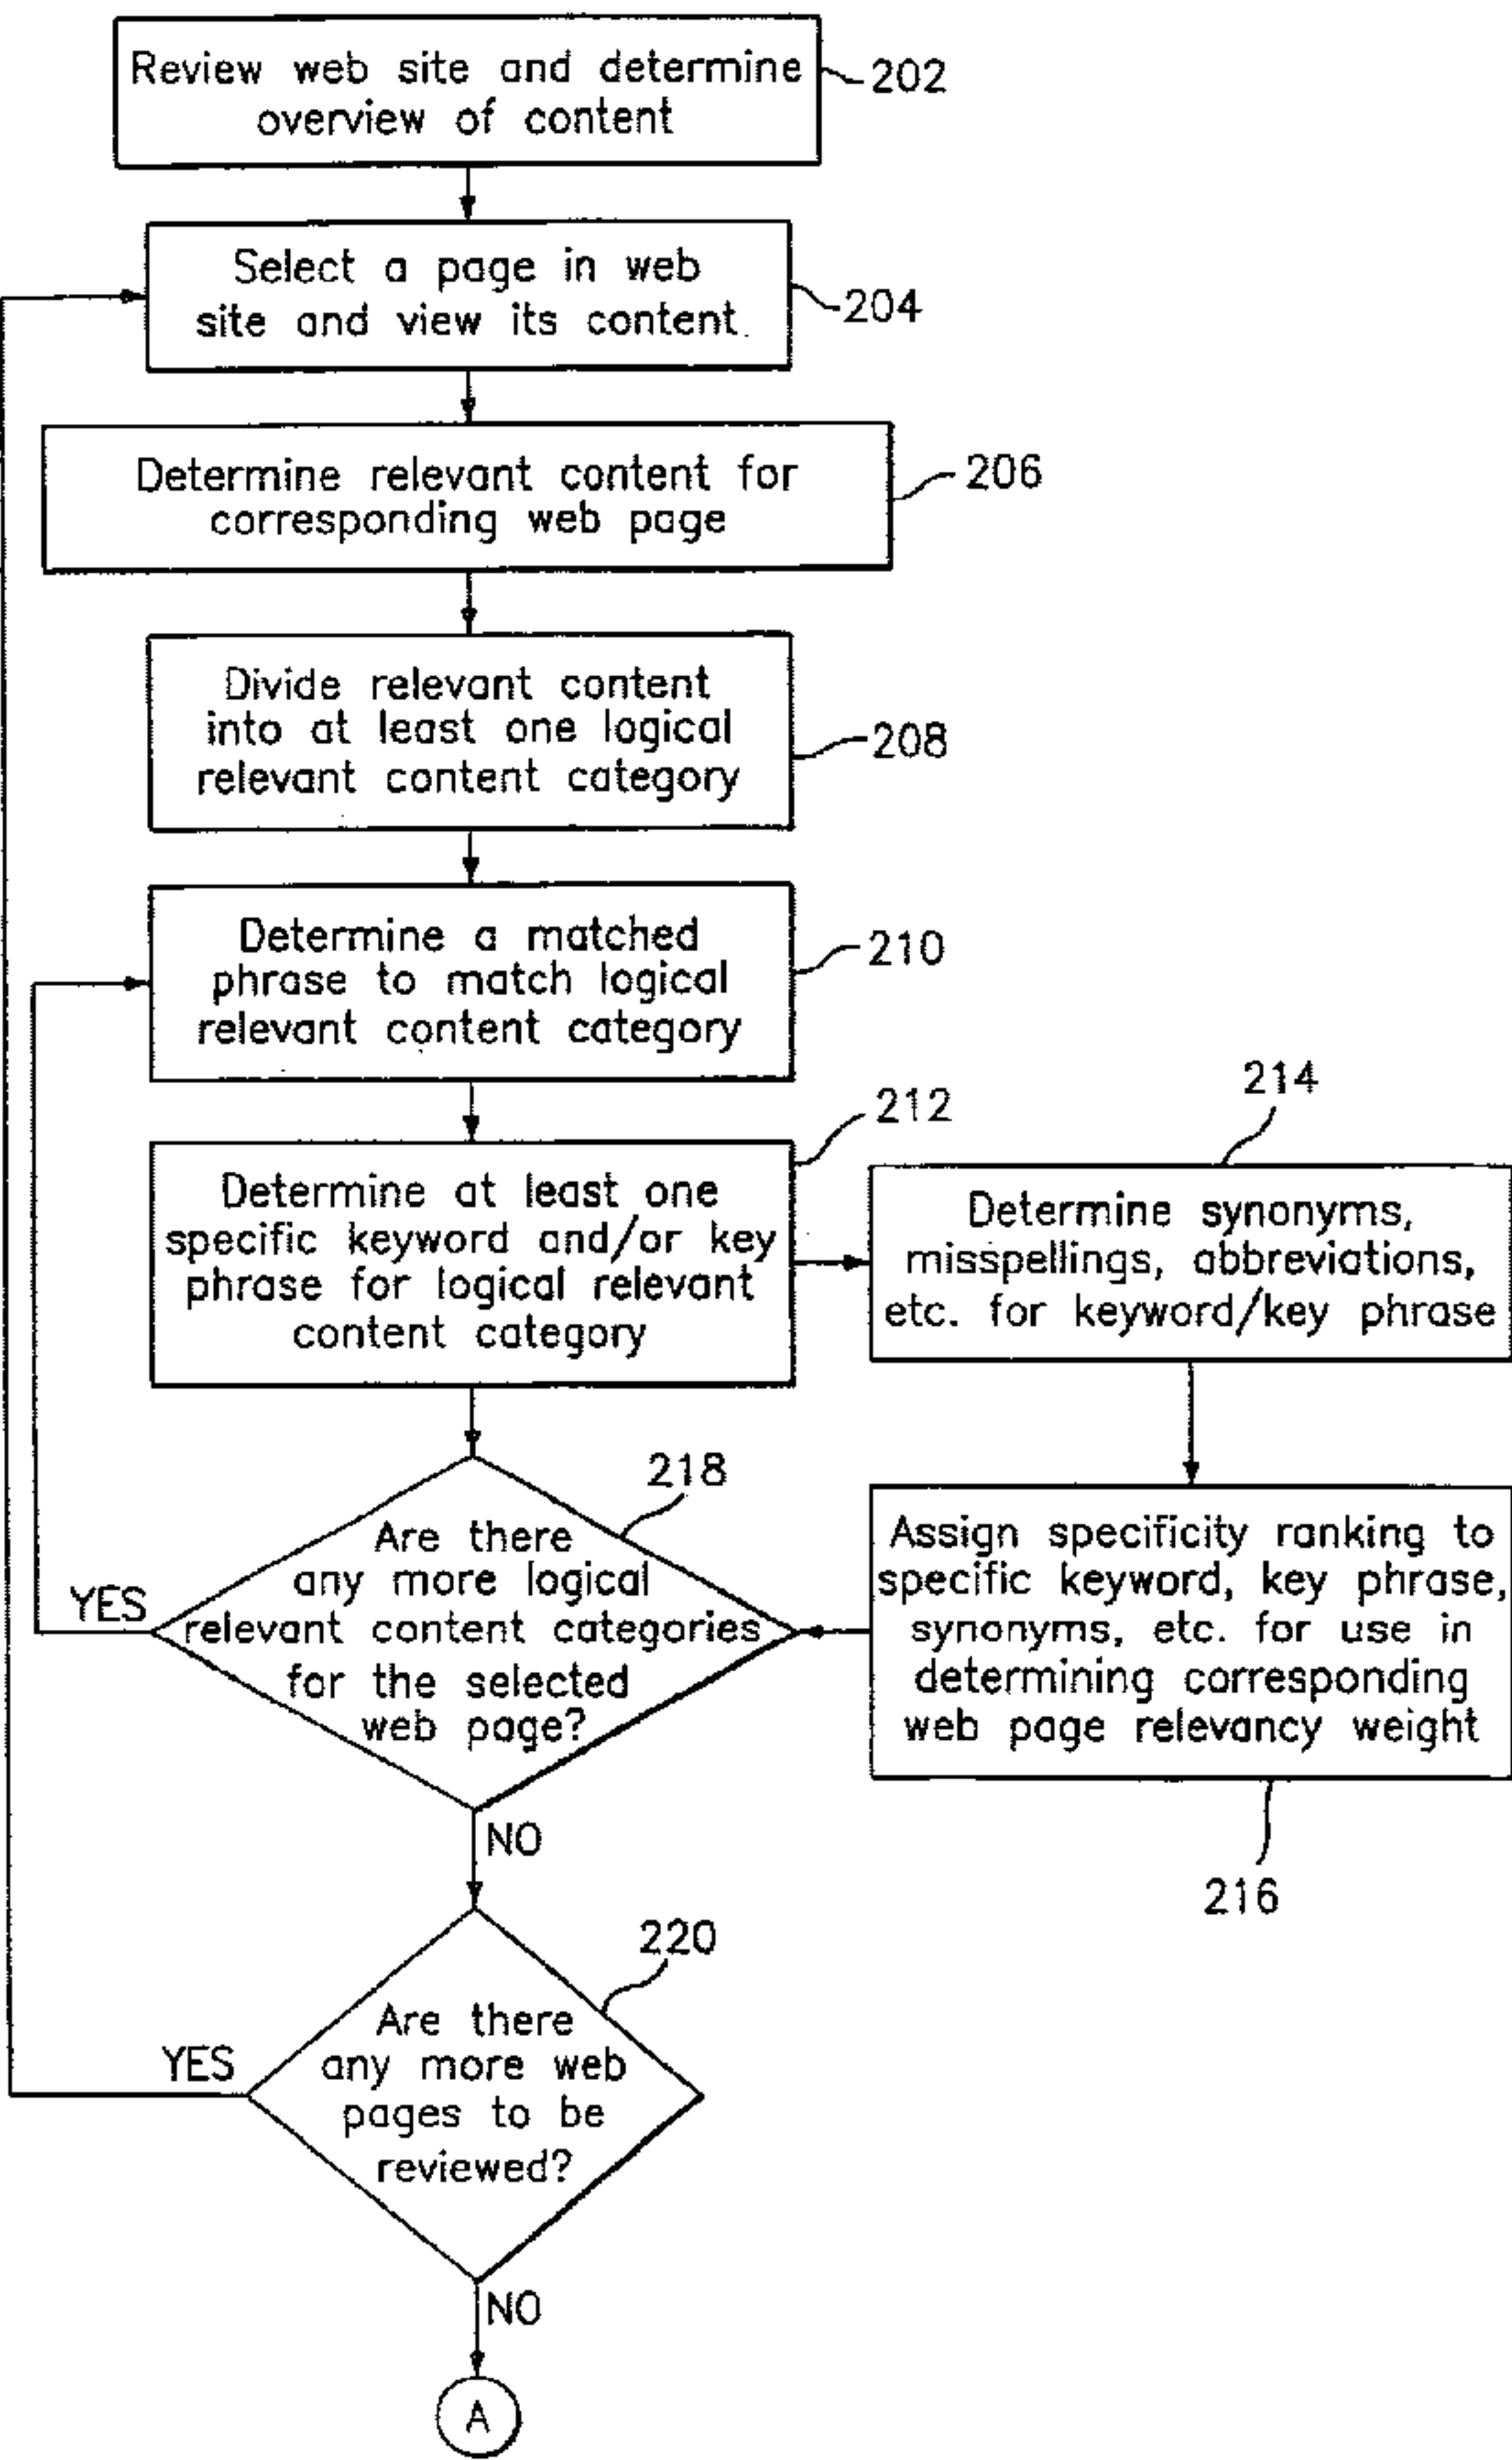 Review web site and determine
overview of content
202
Select a page in web
site and view its content
204
Determine relevant content for
corresponding web page
206
Divide relevant content
into at least one logical
relevant content category
208
Determine a matched
phrase to match logical
relevant content category
210
Determine at least one
specific keyword and/or key
phrase for logical relevant
content category
212
214
Determine synonyms,
misspellings, abbreviations,
etc. for keyword/key phrase
Assign specificity ranking to
specific keyword, key phrase,
synonyms, etc. for use in
determining corresponding
web page relevancy weight
216
218
Are there
any more logical
relevant content categories
for the selected
web page?
YES
NO
220
Are there
any more web
pages to be
reviewed?
YES
NO
A